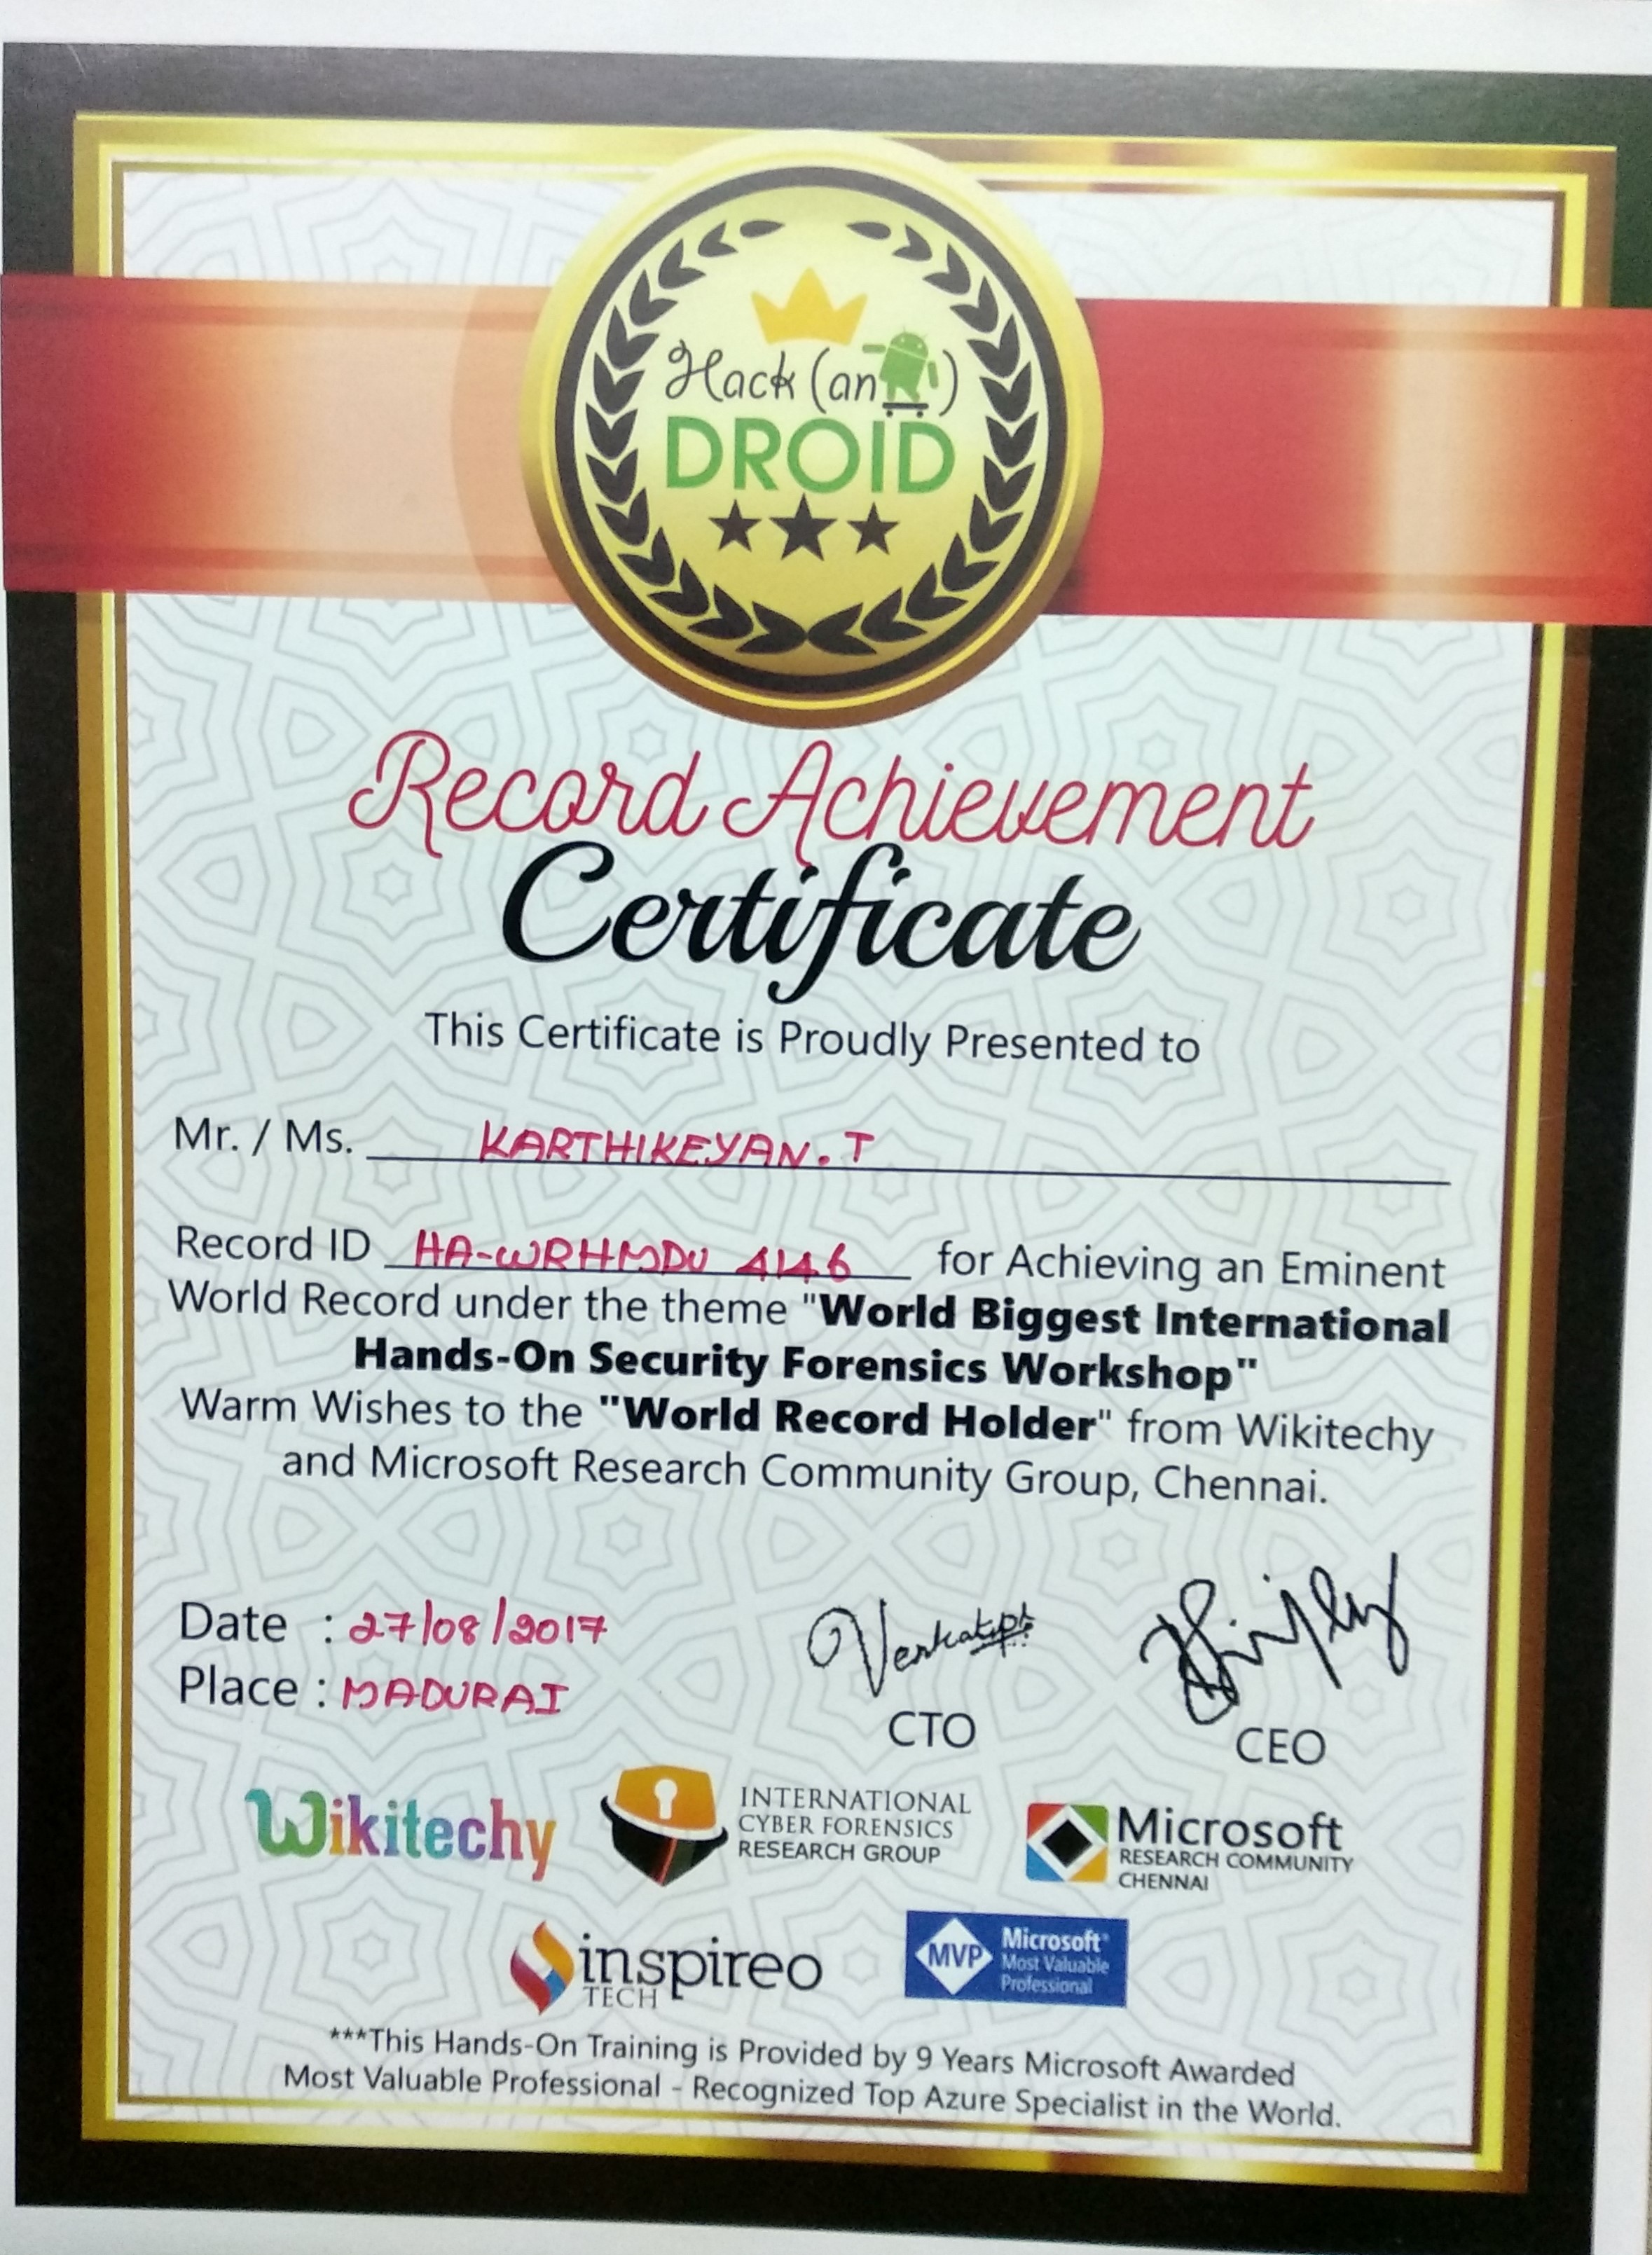 Hack (an )
DROID
Record Achievement
Certificate
This Certificate is Proudly Presented to
Mr. / Ms. KARTHIKEYAN. T
Record ID HA-WRHMDU 4146 for Achieving an Eminent
World Record under the theme "World Biggest International
Hands-On Security Forensics Workshop"
Warm Wishes to the "World Record Holder" from Wikitechy
and Microsoft Research Community Group, Chennai.
Date : 27/08/2017
Place : MADURAI
CTO
CEO
Wikitechy
INTERNATIONAL
CYBER FORENSICS
RESEARCH GROUP
Microsoft
RESEARCH COMMUNITY
CHENNAI
inspireo
TECH
MVP
Microsoft®
Most Valuable
Professional
***This Hands-On Training is Provided by 9 Years Microsoft Awarded
Most Valuable Professional - Recognized Top Azure Specialist in the World.